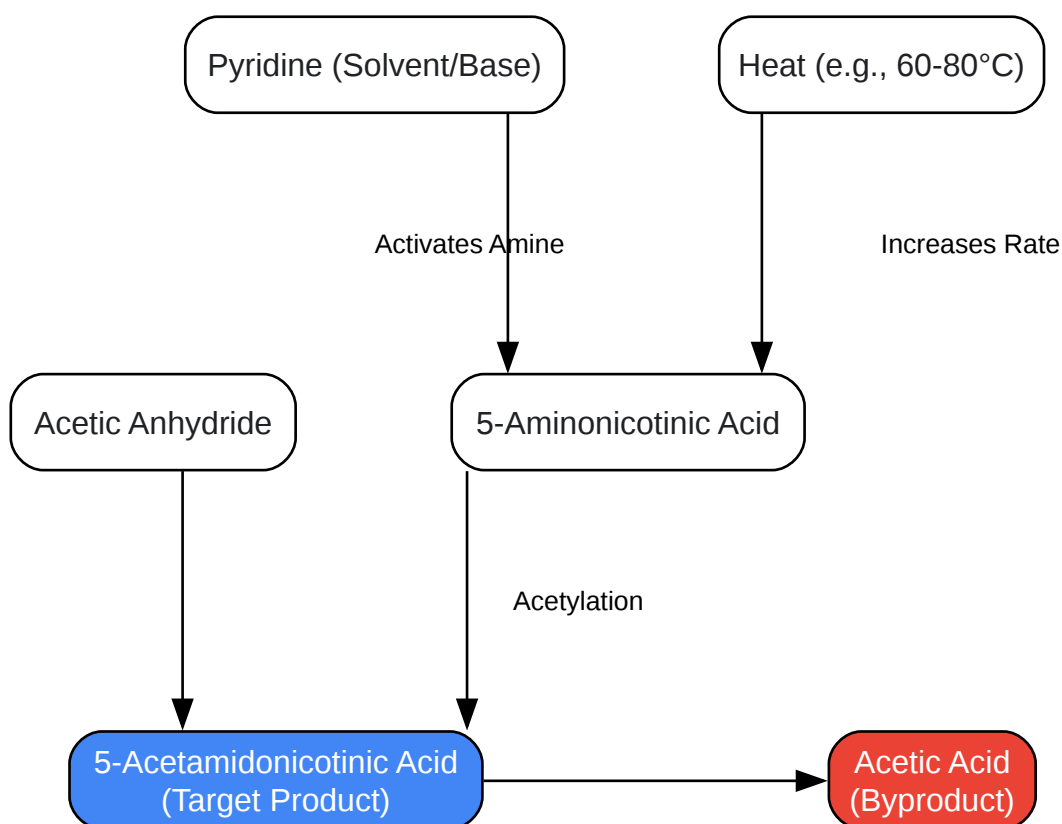 Pyridine (Solvent/Base)
Heat (e.g., 60-80°C)
Activates Amine
Increases Rate
Acetic Anhydride
5-Aminonicotinic Acid
Acetylation
5-Acetamidonicotinic Acid
(Target Product)
Acetic Acid
(Byproduct)